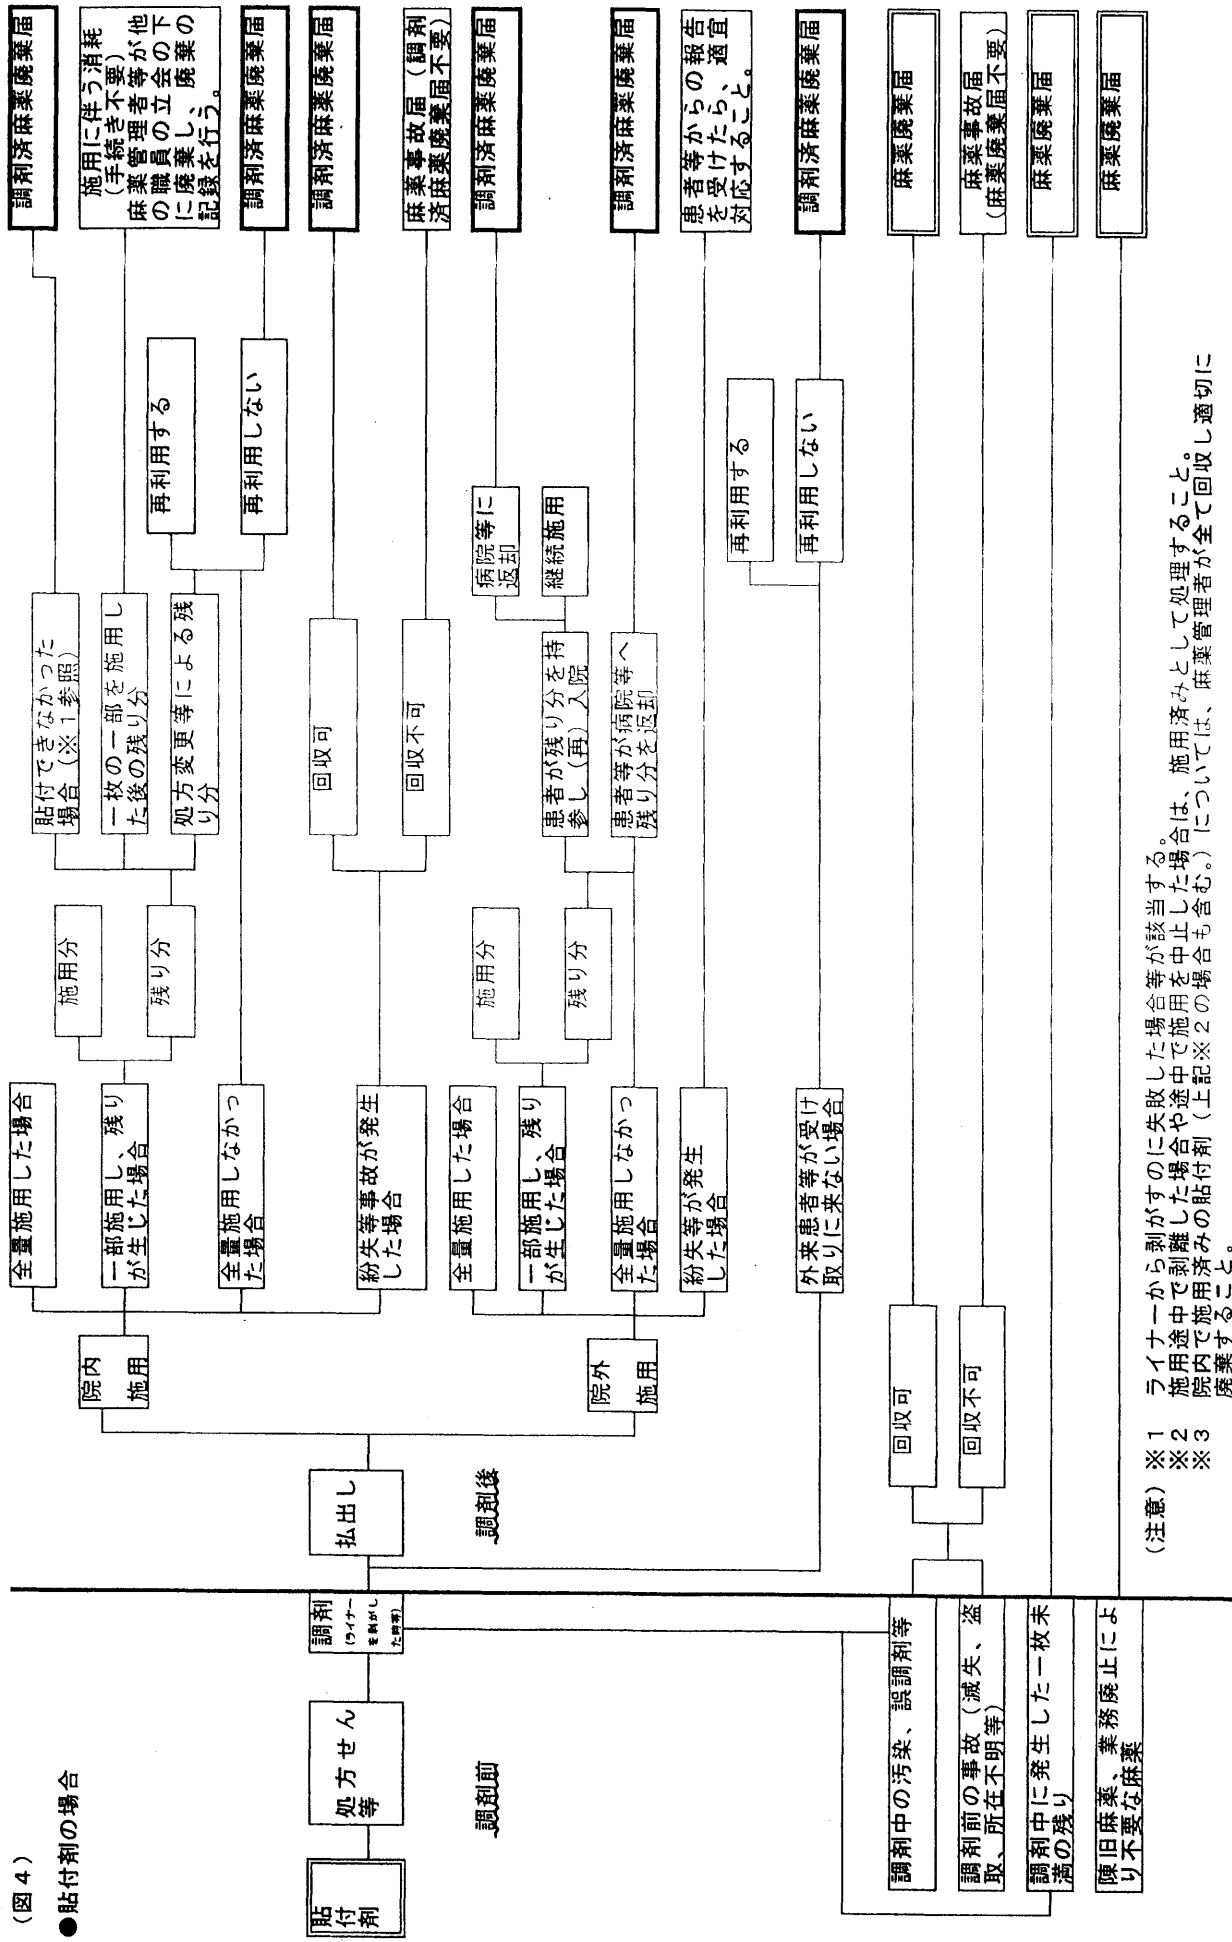 （図４）
●貼付剤の場合
貼付
剤
処方せん
等
調剤
（ライナー
を剥がし
た時等）
払出し
調剤前
調剤後
院内
施用
全量施用した場合
一部施用し、残り
が生じた場合
施用分
残り分
貼付できなかった
場合（※１参照）
調剤済麻薬廃棄届
一枚の一部を施用し
た後の残り分
施用に伴う消耗
（手続き不要）
麻薬管理者等が他
の職員の立会の下
に廃棄し、廃棄の
記録を行う。
処方変更等による残
り分
再利用する
再利用しない
調剤済麻薬廃棄届
全量施用しなかっ
た場合
紛失等事故が発生
した場合
回収可
調剤済麻薬廃棄届
回収不可
麻薬事故届（調剤
済麻薬廃棄届不要）
院外
施用
全量施用した場合
一部施用し、残り
が生じた場合
施用分
残り分
患者が残り分を持
参し（再）入院
病院等に
返却
調剤済麻薬廃棄届
継続施用
患者等が病院等へ
残り分を返却
調剤済麻薬廃棄届
全量施用しなかっ
た場合
紛失等が発生
した場合
患者等からの報告
を受けたら、適宜
対応すること。
外来患者等が受け
取りに来ない場合
再利用する
再利用しない
調剤済麻薬廃棄届
調剤中の汚染、誤調剤等
回収可
麻薬廃棄届
調剤前の事故（滅失、盗
取、所在不明等）
回収不可
麻薬事故届
（麻薬廃棄届不要）
調剤中に発生した一枚未
満の残り
麻薬廃棄届
陳旧麻薬、業務廃止によ
り不要な麻薬
麻薬廃棄届
（注意）※１　ライナーから剥がすのに失敗した場合等が該当する。
※２　施用途中で剥離した場合や途中で施用を中止した場合は、施用済みとして処理すること。
※３　院内で施用済みの貼付剤（上記※２の場合も含む。）については、麻薬管理者が全て回収し適切に
廃棄すること。